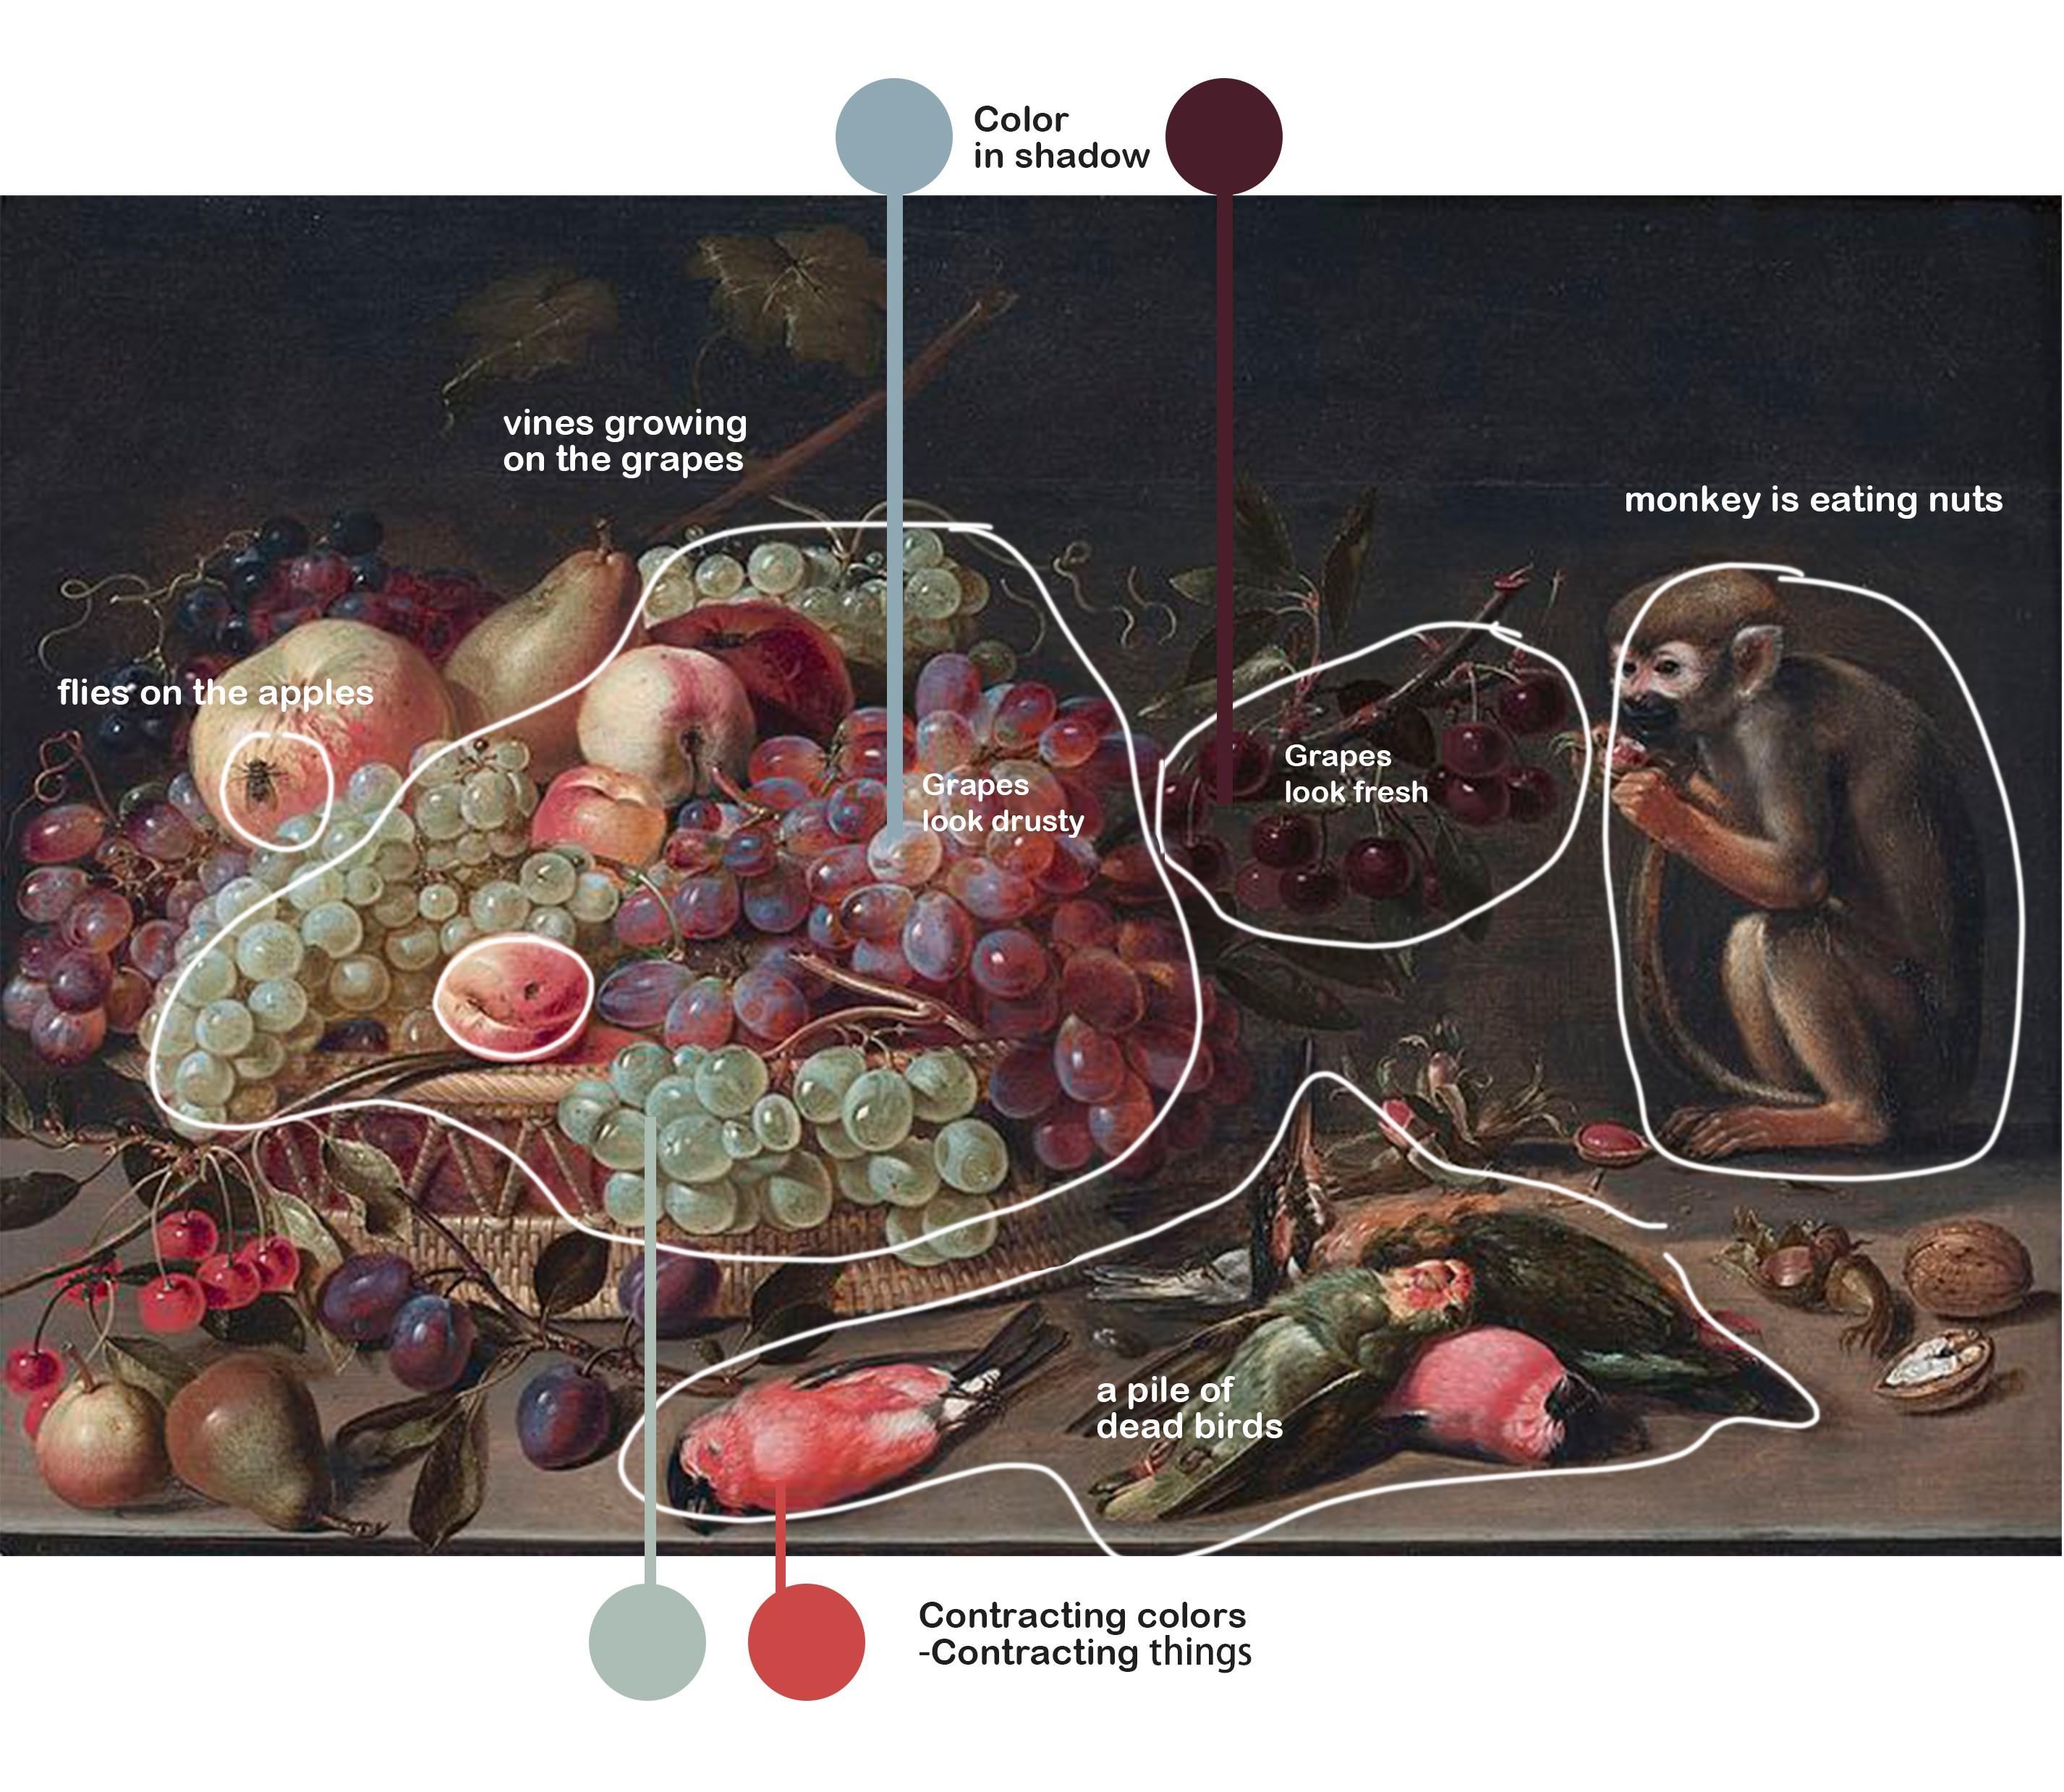 Color
in shadow
vines growing
on the grapes
monkey is eating nuts
flies on the apples
Grapes
look fresh
Grapes
look drusty
a pile of
dead birds
Contracting colors
-Contracting things